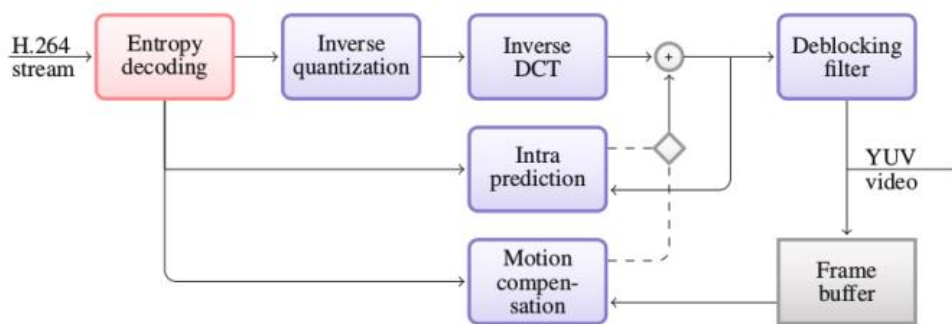 H.264
stream
Entropy
decoding
Inverse
quantization
Inverse
DCT
+
Deblocking
filter
Intra
prediction
YUV
video
Motion
compen-
sation
Frame
buffer